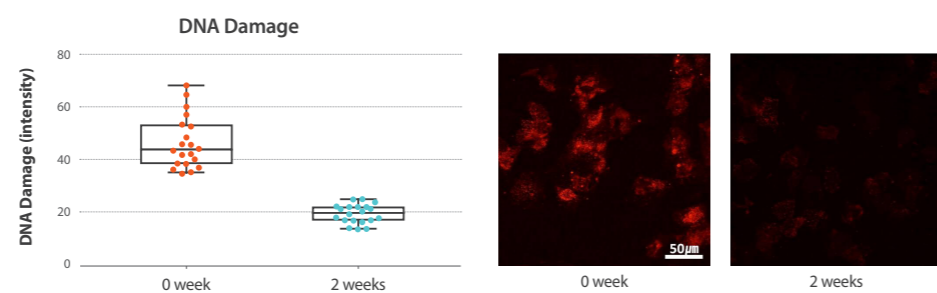 DNA Damage
DNA Damage (intensity)
80
60
40
20
0
0 week
2 weeks
50㎛
0 week
2 weeks